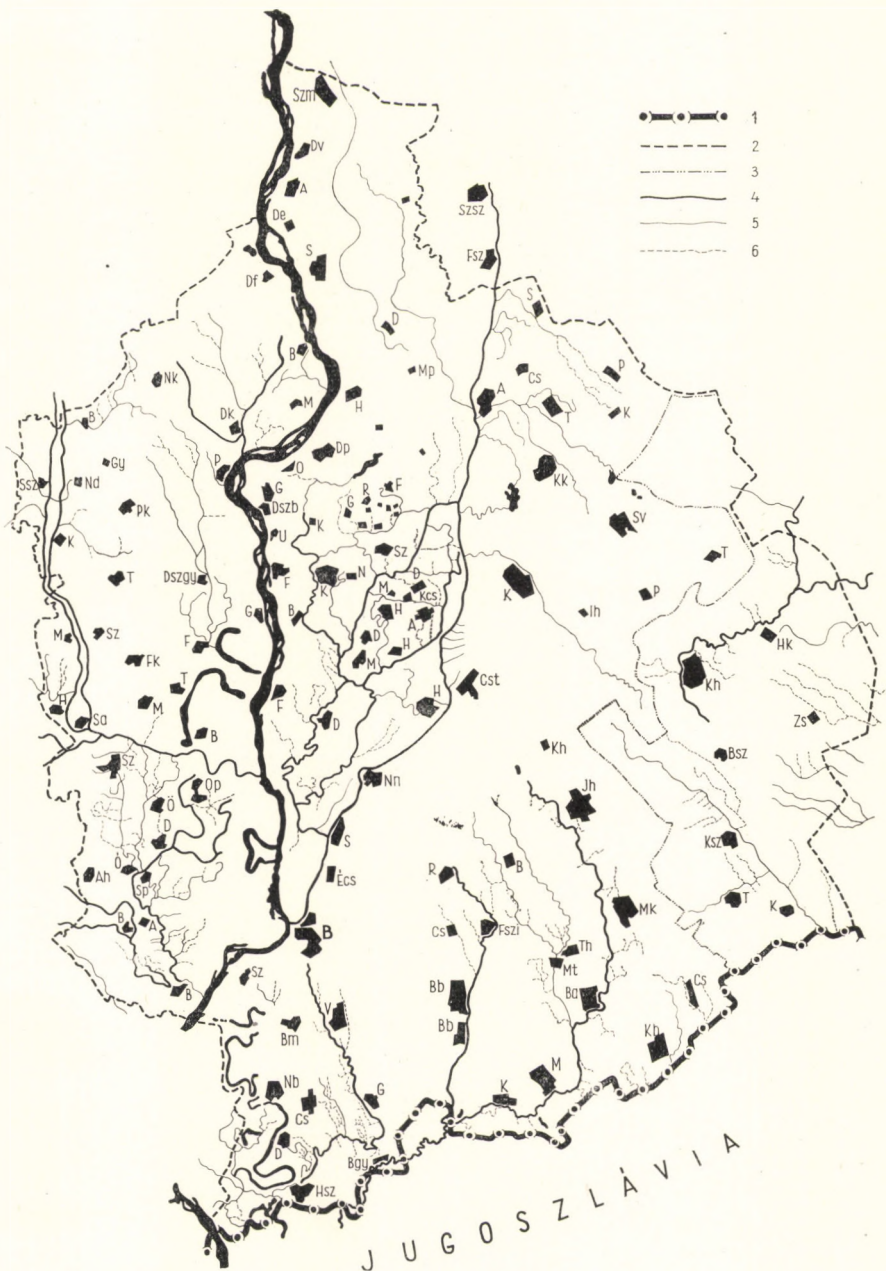 Szm
1
Dv
2
A
3
Szsz
4
De
5
Fsz
6
S
Df
S
D
B
Mp
Cs
P
Nk
A
M
H
T
K
B
Dk
Dp
Gy
P
O
Kk
Ssz
Nd
G
R
F
Pk
Dszb
G
K
Sv
U
K
Sz
T
T
Dszgy
F
K
N
D
K
P
M
Kcs
G
B
H
A
Ih
M
Sz
F
D
H
Hk
Fk
M
Kh
T
Cst
H
M
F
H
Zs
Sa
B
D
Kh
Bsz
Sz
Op
Nn
Jh
Ö
D
S
Ksz
Ö
Ah
Sp
Écs
R
B
T
Mk
K
B
A
B
Cs
Fszl
Th
Mt
B
Sz
Bb
Ba
Cs
Bm
V
Bb
Kb
Nb
M
Cs
G
K
D
Bgy
Hsz
JUGOSZLÁVIA